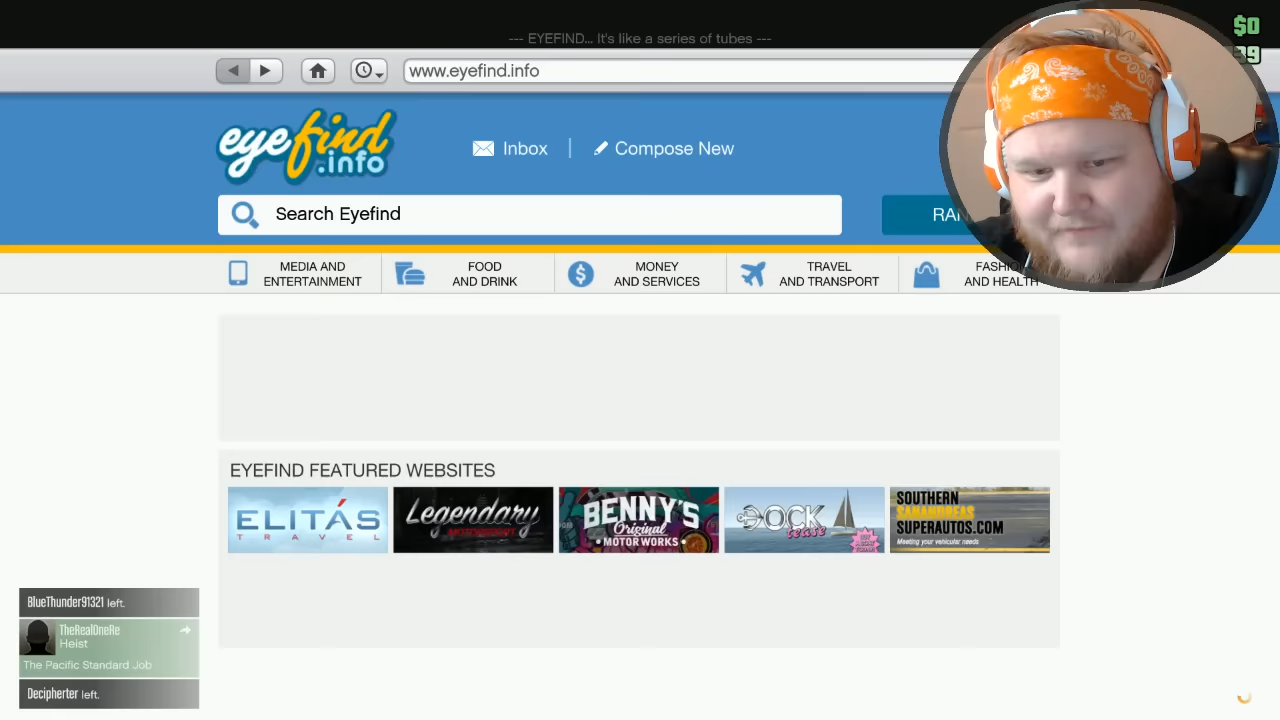 $0
99
--- EYEFIND... It's like a series of tubes ---
www.eyefind.info
eyefind
.info
Inbox | Compose New
Search Eyefind
MEDIA AND
ENTERTAINMENT
FOOD
AND DRINK
MONEY
AND SERVICES
TRAVEL
AND TRANSPORT
AND HEALTH
EYEFIND FEATURED WEBSITES
ELITÁS
TRAVEL
Legendary
MOTORSPORT
BENNY'S
Original
• MOTOR WORKS •
DOCK
tease
SOUTHERN
SANANDREAS
SUPERAUTOS.COM
Meeting your vehicular needs
BlueThunder91321 left.
TheRealOneRe
Heist
The Pacific Standard Job
Decipherter left.